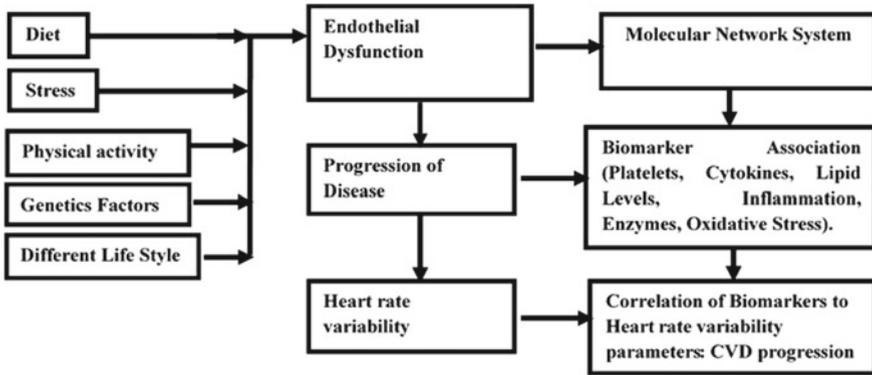 Diet
Stress
Physical activity
Genetics Factors
Different Life Style
Endothelial
Dysfunction
Progression of
Disease
Heart rate
variability
Molecular Network System
Biomarker Association
(Platelets, Cytokines, Lipid
Levels, Inflammation,
Enzymes, Oxidative Stress).
Correlation of Biomarkers to
Heart rate variability
parameters: CVD progression